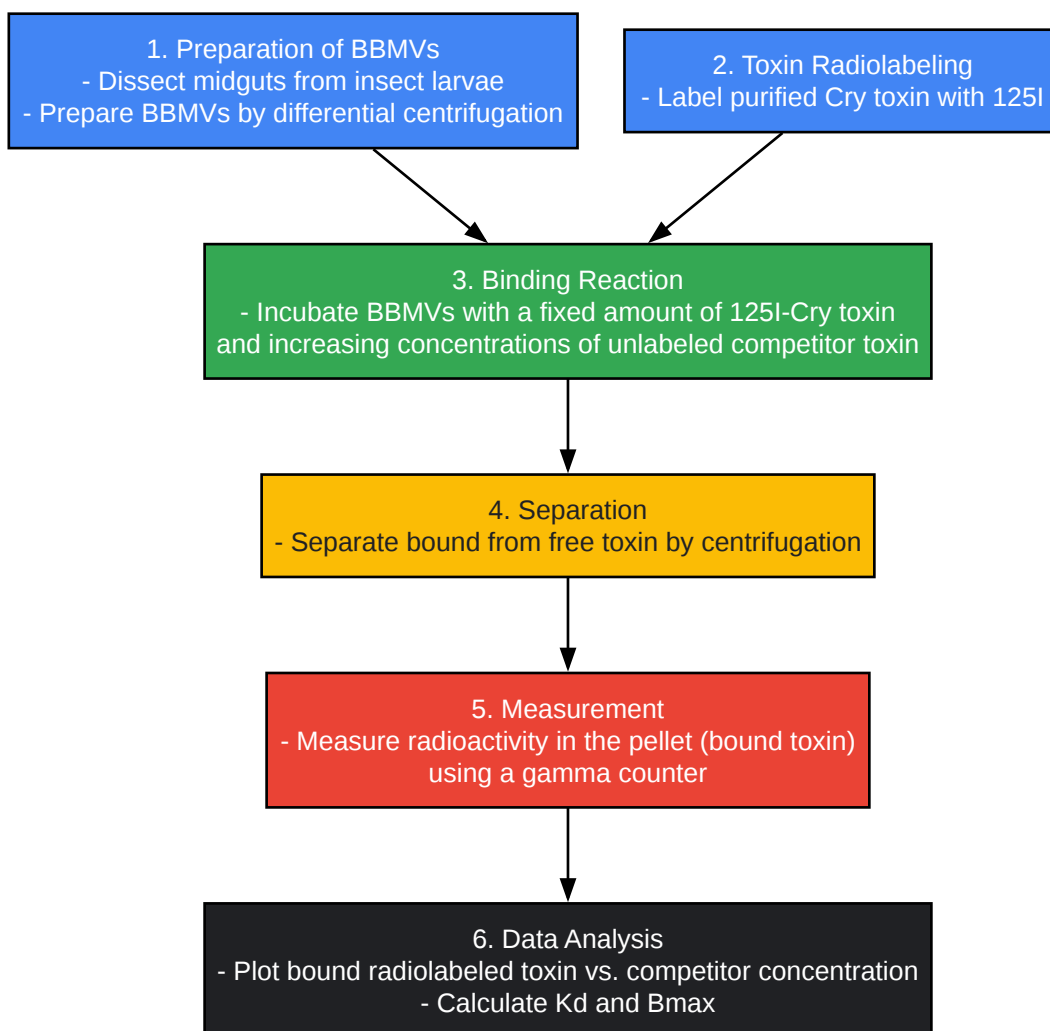 1. Preparation of BBMVs
- Dissect midguts from insect larvae
- Prepare BBMVs by differential centrifugation
2. Toxin Radiolabeling
- Label purified Cry toxin with 125I
3. Binding Reaction
- Incubate BBMVs with a fixed amount of 125I-Cry toxin
and increasing concentrations of unlabeled competitor toxin
4. Separation
- Separate bound from free toxin by centrifugation
5. Measurement
- Measure radioactivity in the pellet (bound toxin)
using a gamma counter
6. Data Analysis
- Plot bound radiolabeled toxin vs. competitor concentration
- Calculate Kd and Bmax